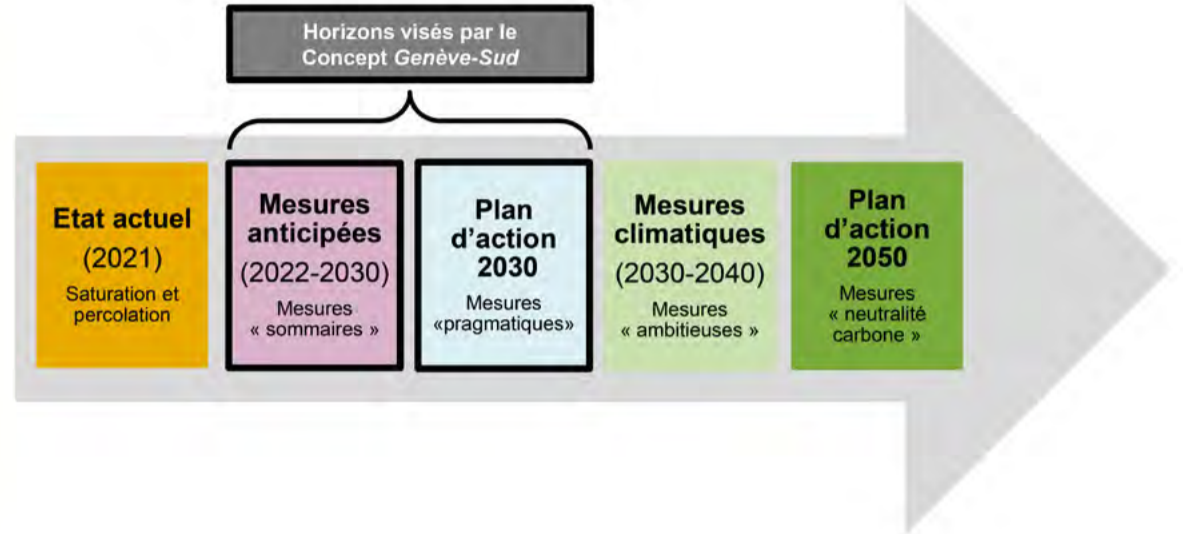 Horizons visés par le
Concept Genève-Sud
Etat actuel
(2021)
Saturation et
percolation
Mesures
anticipées
(2022-2030)
Mesures
« sommaires »
Plan
d’action
2030
Mesures
«pragmatiques»
Mesures
climatiques
(2030-2040)
Mesures
« ambitieuses »
Plan
d’action
2050
Mesures
« neutralité
carbone »